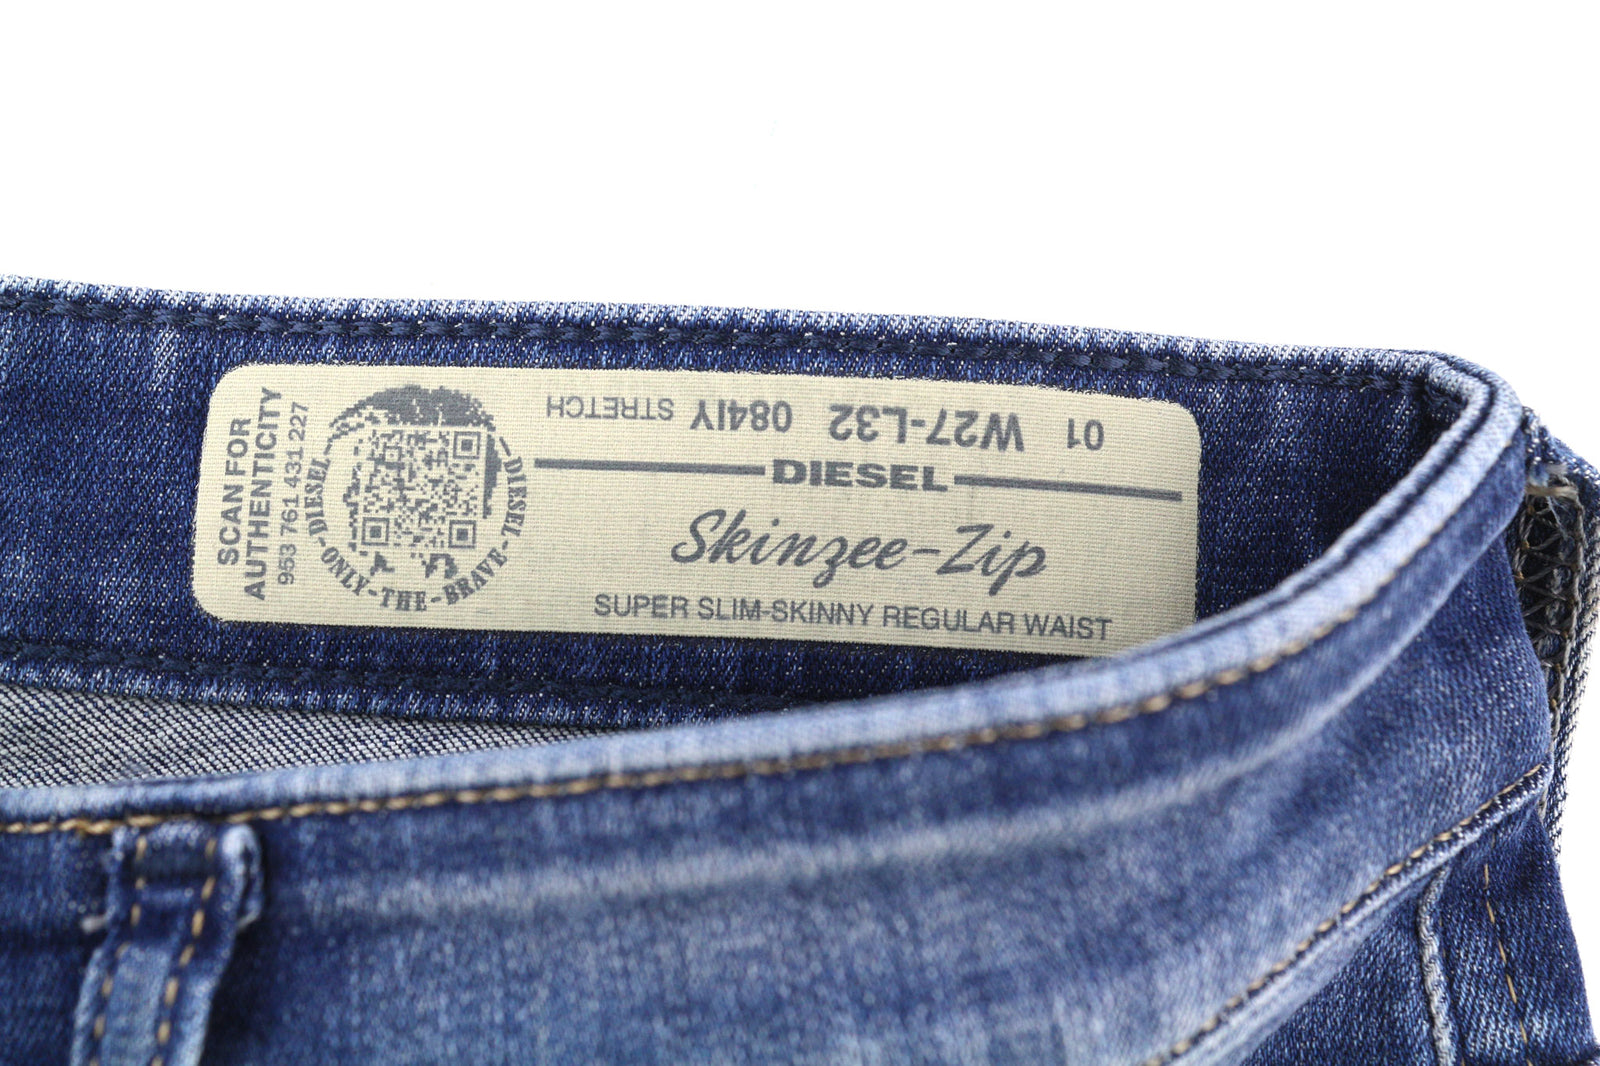 SCAN FOR
AUTHENTICITY
953 761 431 227
DIESEL-ONLY-THE-BRAVE-DIESEL
01 W27-L32 084IY STRETCH
DIESEL
Skinzee-Zip
SUPER SLIM-SKINNY REGULAR WAIST